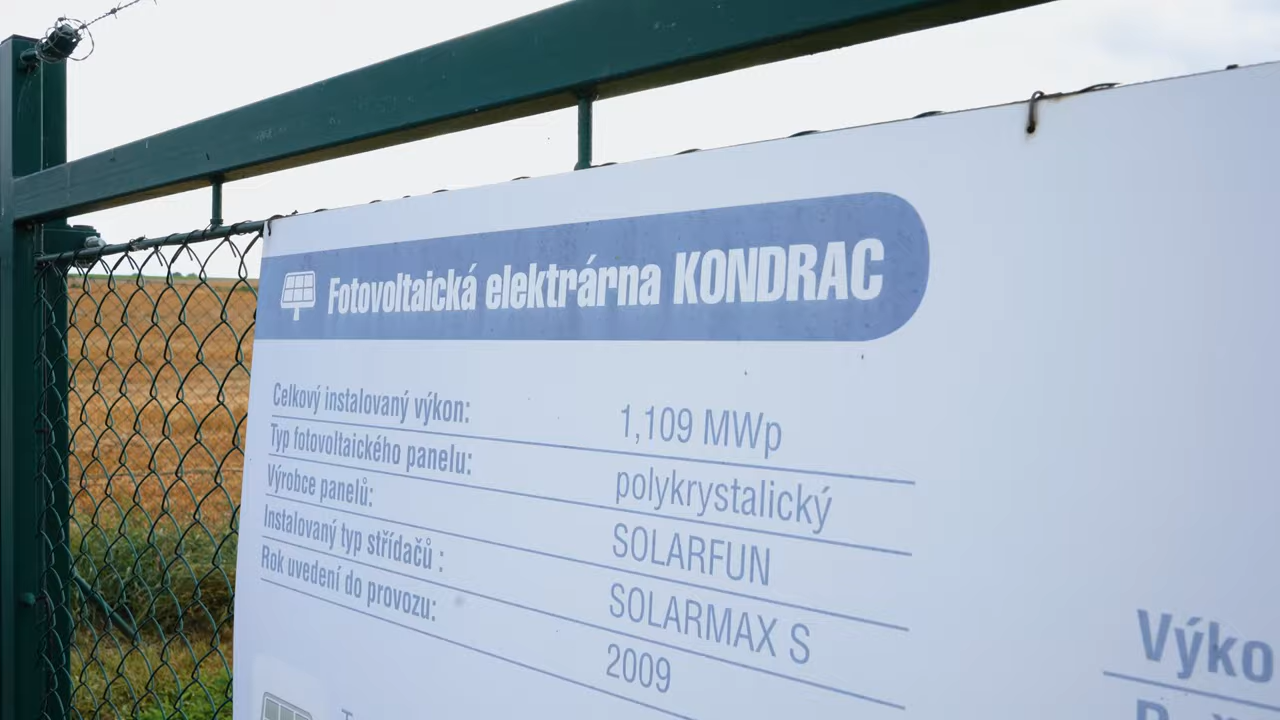 Fotovoltaická elektrárna KONDRAC
Celkový instalovaný výkon: 1,109 MWp
Typ fotovoltaického panelu: polykrystalický
Výrobce panelů: SOLARFUN
Instalovaný typ střídačů : SOLARMAX S
Rok uvedení do provozu: 2009
Výko